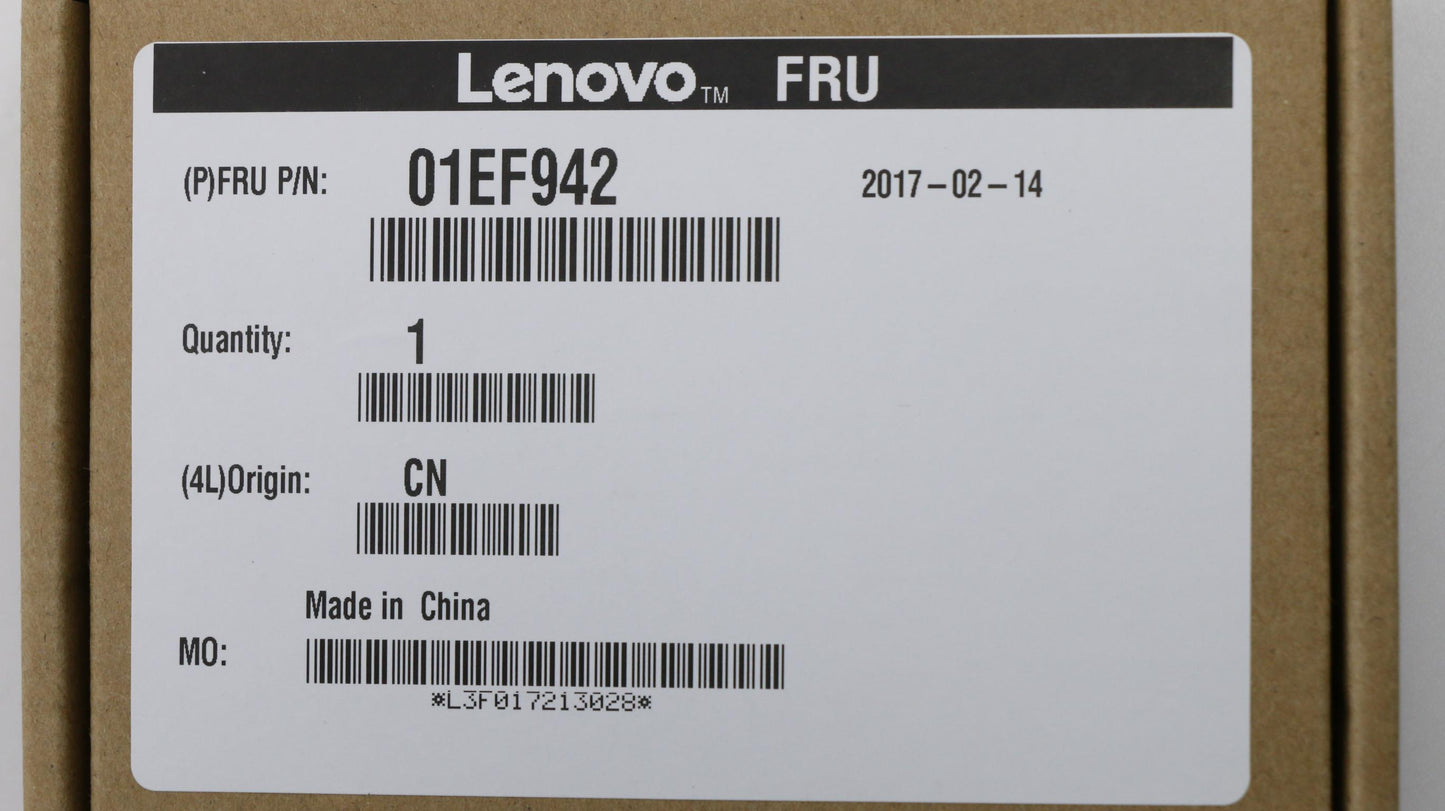 Lenovo™ FRU
(P)FRU P/N: 01EF942 2017-02-14
Quantity: 1
(4L)Origin: CN
Made in China
MO:
*L3F017213028*